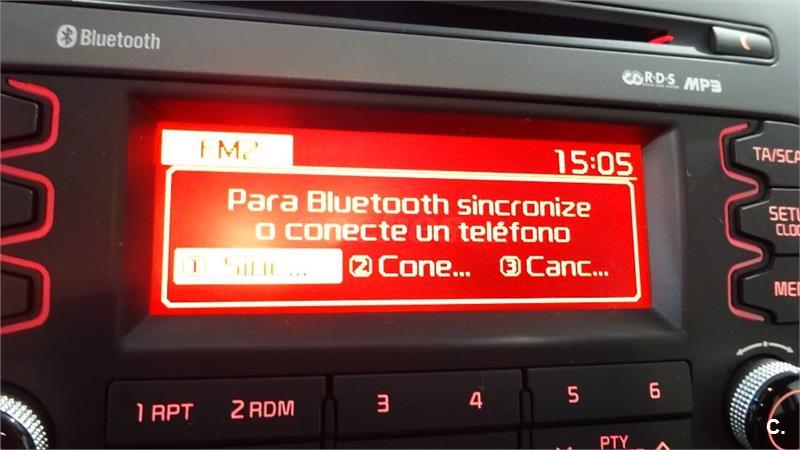 Bluetooth
R·D·S MP3
FM2
15:05
Para Bluetooth sincronize
o conecte un teléfono
1 Sinc... 2 Cone... 3 Canc...
TA/SCA
SETU
CLOC
MEN
1 RPT 2 RDM 3 4 5 6
PTY
C.